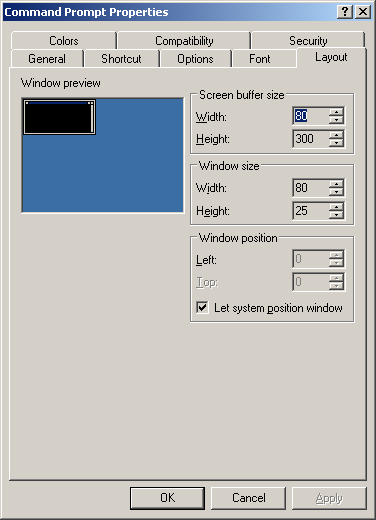 Command Prompt Properties
Colors Compatibility Security
General Shortcut Options Font Layout
Window preview
Screen buffer size
Width: 80
Height: 300
Window size
Width: 80
Height: 25
Window position
Left: 0
Top: 0
Let system position window
OK Cancel Apply